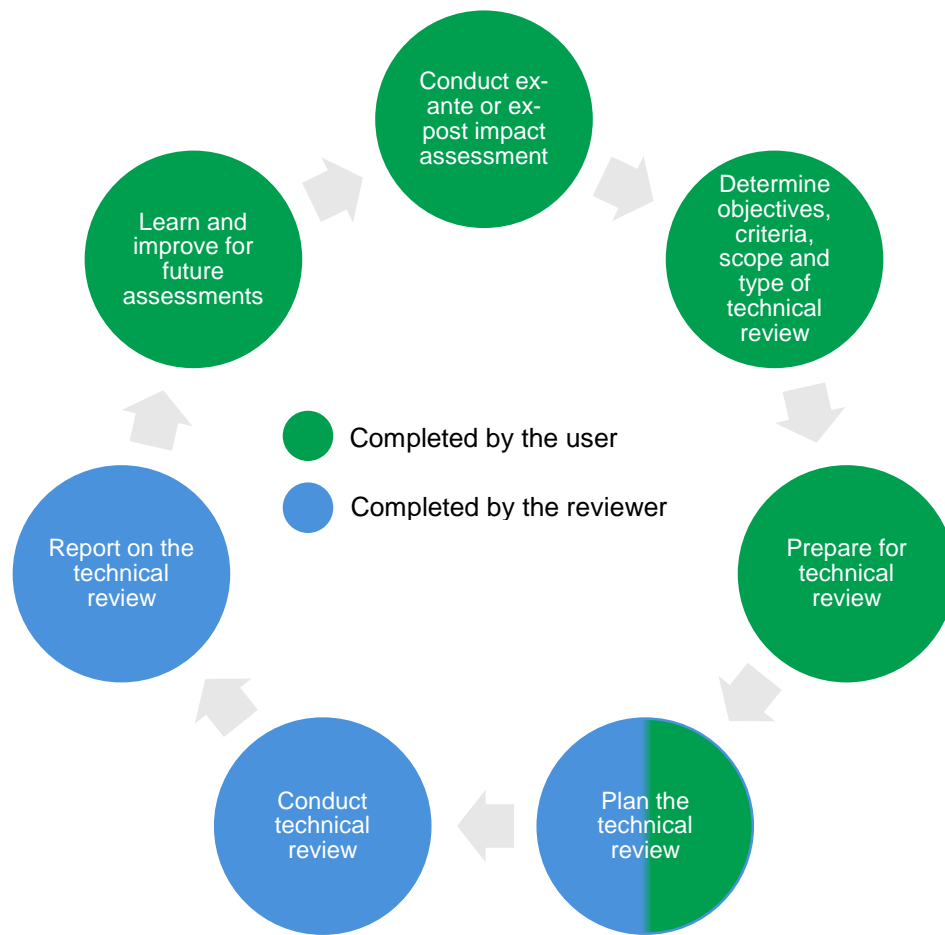 Conduct ex-
ante or ex-
post impact
assessment
Determine
objectives,
criteria,
scope and
type of
technical
review
Prepare for
technical
review
Plan the
technical
review
Conduct
technical
review
Report on the
technical
review
Learn and
improve for
future
assessments
Completed by the user
Completed by the reviewer